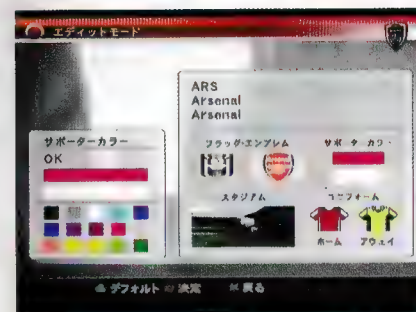 エディットモード
ARS
Arsenal
Arsenal
サポーターカラー
OK
フラッグ・エンブレム
サポーターカラー
スタジアム
ユニフォーム
ホーム
アウェイ
デフォルト
決定
戻る